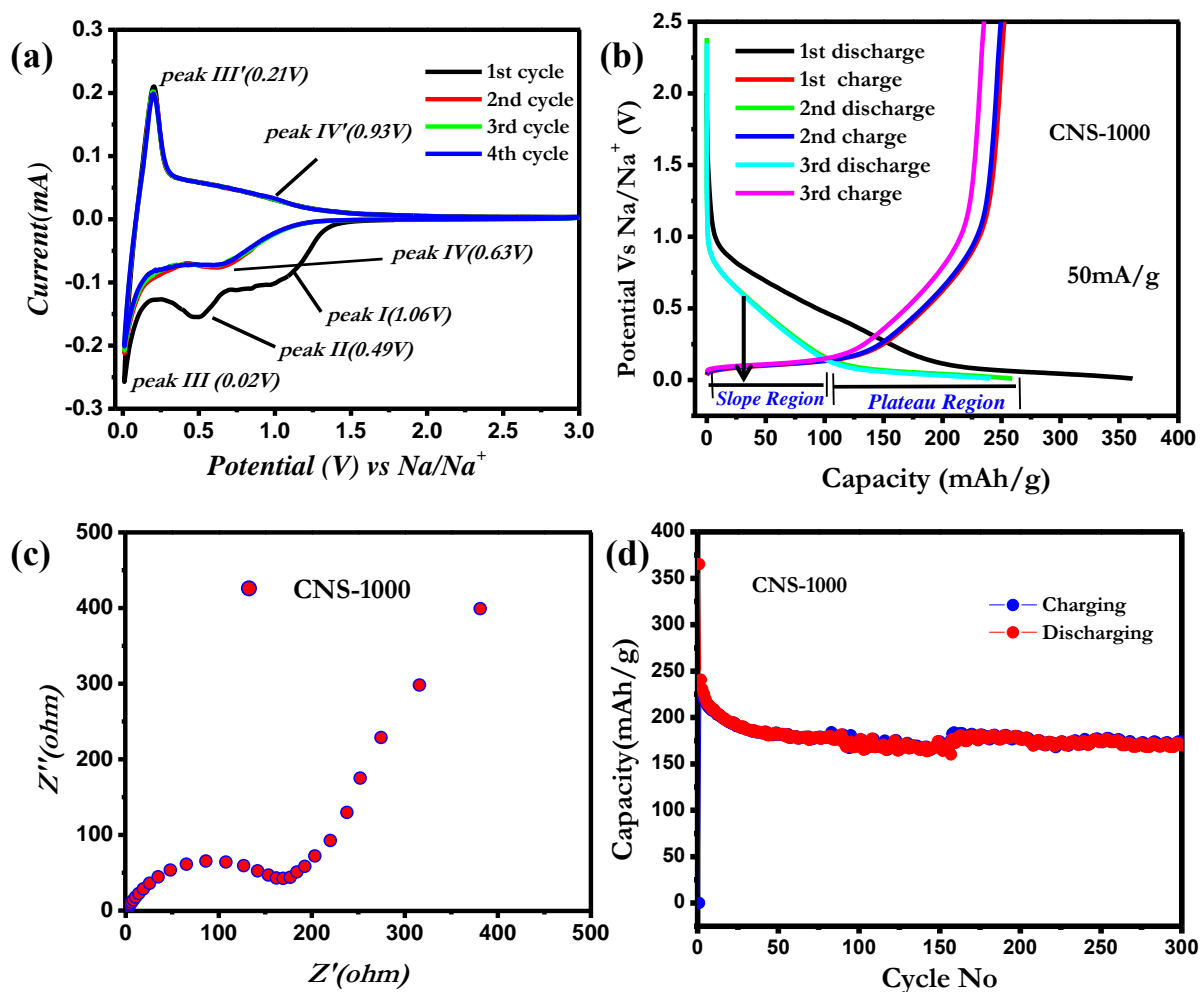 (a)
0.3
0.2
0.1
0.0
-0.1
-0.2
-0.3
Current(mA)
peak III'(0.21V)
peak IV'(0.93V)
1st cycle
2nd cycle
3rd cycle
4th cycle
peak IV(0.63V)
peak I(1.06V)
peak II(0.49V)
peak III (0.02V)
0.0 0.5 1.0 1.5 2.0 2.5 3.0
Potential (V) vs Na/Na+
(b)
2.5
2.0
1.5
1.0
0.5
0.0
Potential Vs Na/Na+ (V)
1st discharge
1st charge
2nd discharge
2nd charge
3rd discharge
3rd charge
CNS-1000
50mA/g
Slope Region
Plateau Region
0 50 100 150 200 250 300 350 400
Capacity (mAh/g)
(c)
500
400
300
200
100
0
Z''(ohm)
CNS-1000
0 100 200 300 400 500
Z'(ohm)
(d)
400
350
300
250
200
150
100
50
0
Capacity(mAh/g)
CNS-1000
Charging
Discharging
0 50 100 150 200 250 300
Cycle No